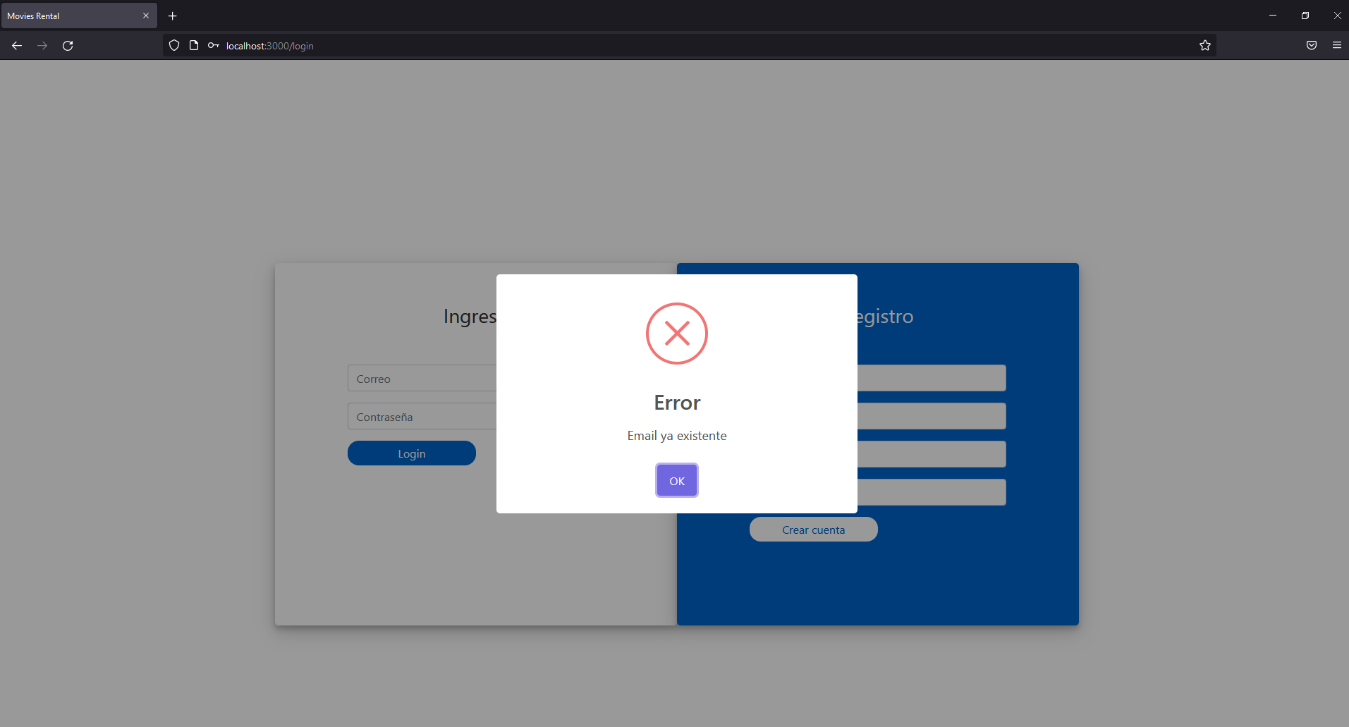 Movies Rental
localhost:3000/login
Ingres
egistro
Error
Email ya existente
OK
Correo
Contraseña
Login
Crear cuenta